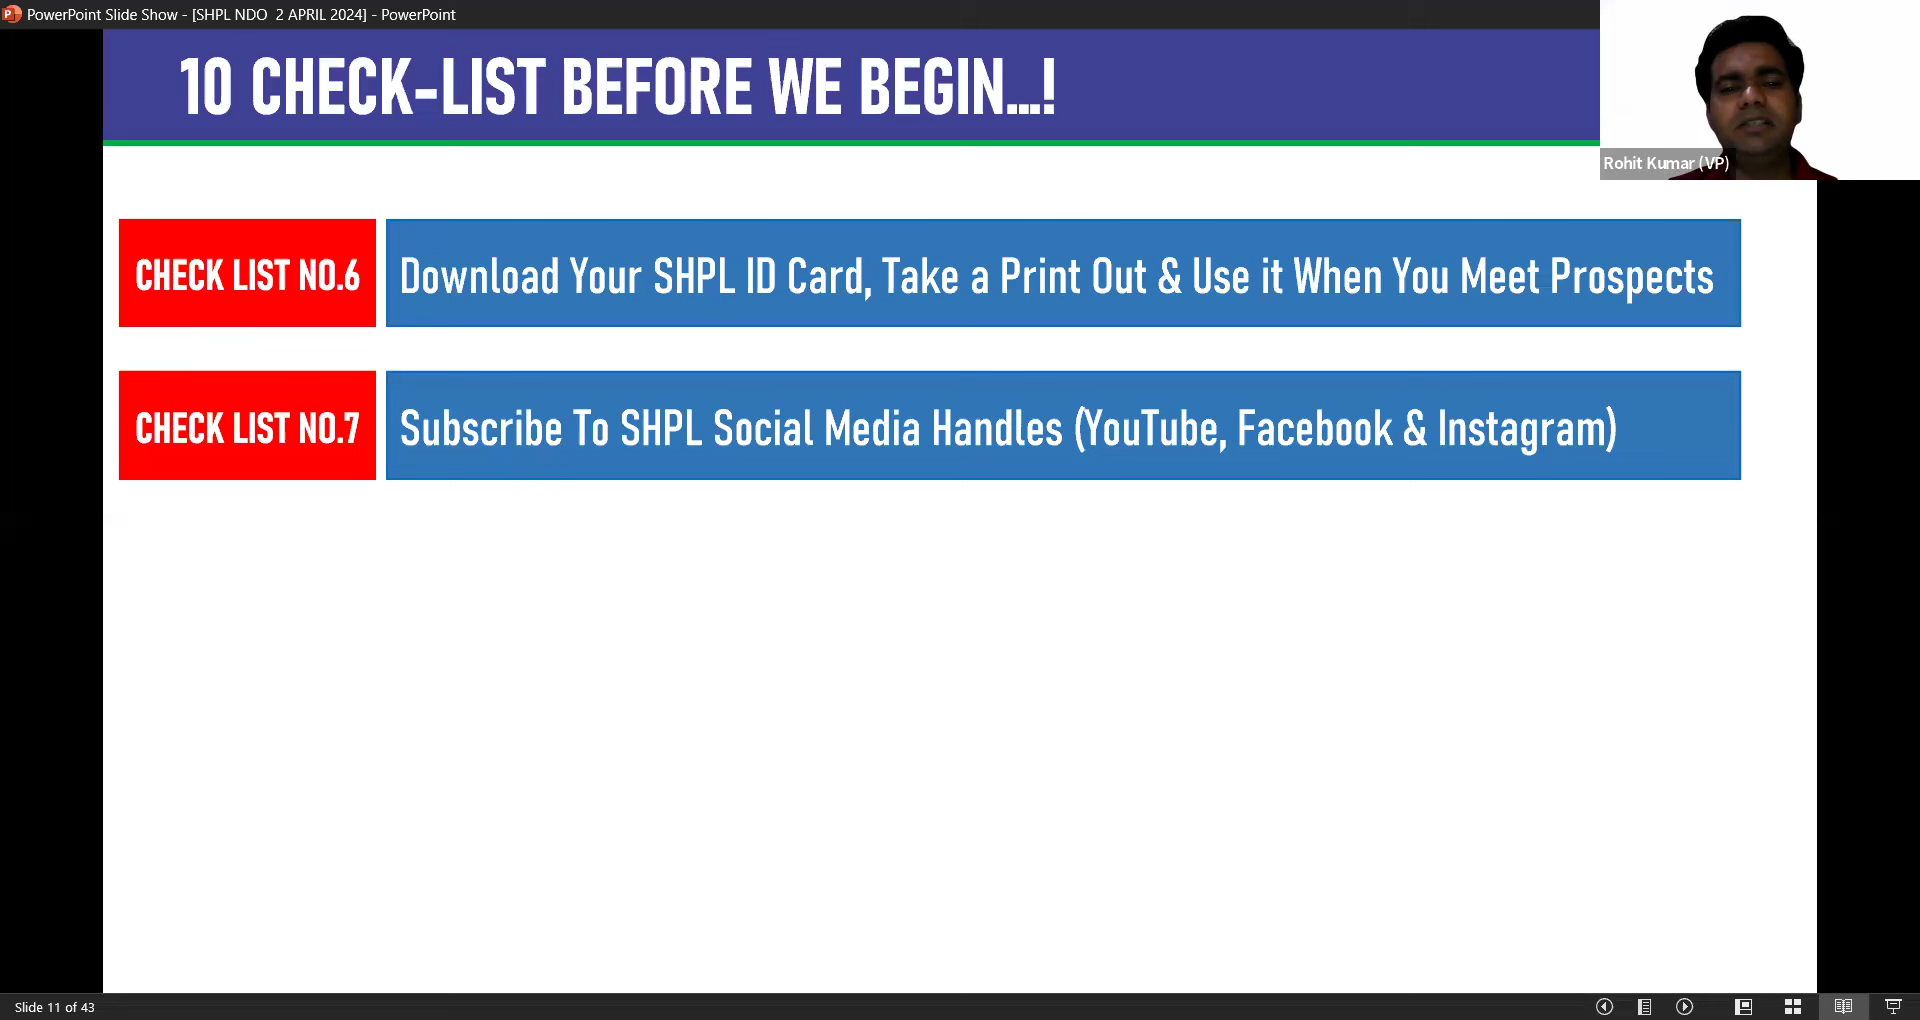 PowerPoint Slide Show - [SHPL NDO  2 APRIL 2024] - PowerPoint
10 CHECK-LIST BEFORE WE BEGIN...!
Rohit Kumar (VP)
CHECK LIST NO.6
Download Your SHPL ID Card, Take a Print Out & Use it When You Meet Prospects
CHECK LIST NO.7
Subscribe To SHPL Social Media Handles (YouTube, Facebook & Instagram)
Slide 11 of 43